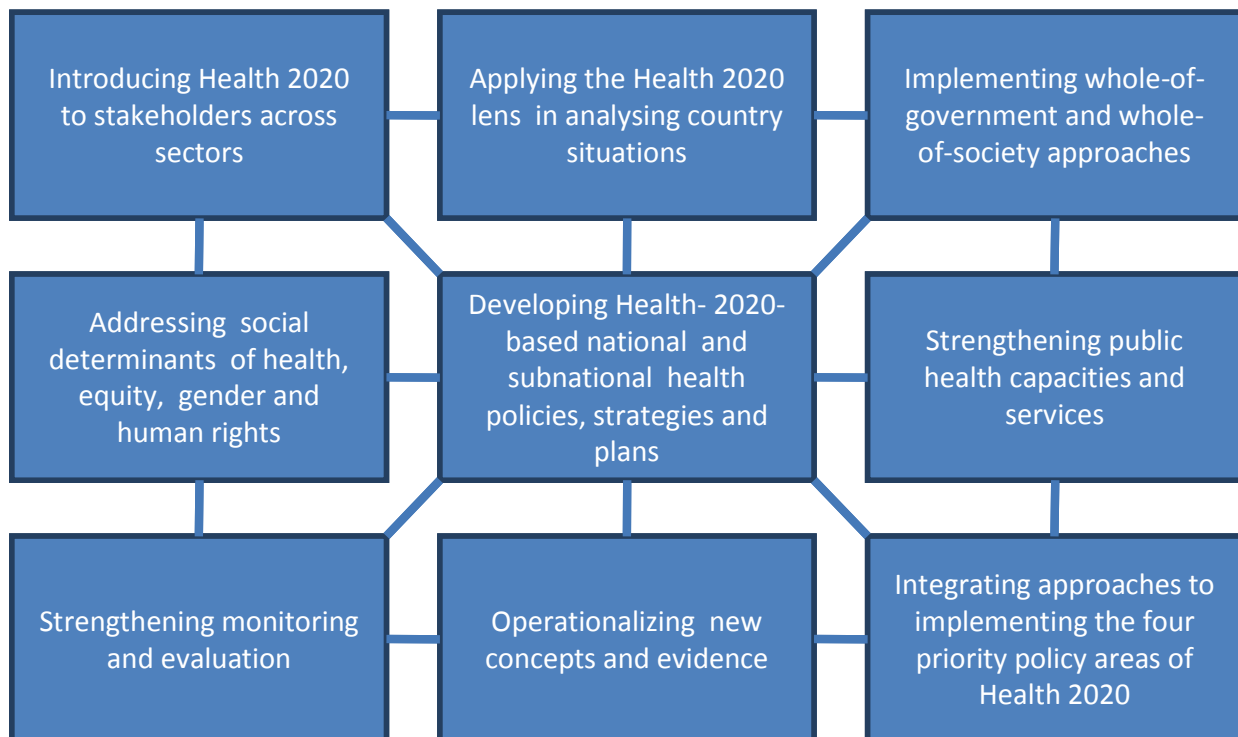 Introducing Health 2020
to stakeholders across
sectors
Applying the Health 2020
lens in analysing country
situations
Implementing whole-of-
government and whole-
of-society approaches
Addressing social
determinants of health,
equity, gender and
human rights
Developing Health- 2020-
based national and
subnational health
policies, strategies and
plans
Strengthening public
health capacities and
services
Strengthening monitoring
and evaluation
Operationalizing new
concepts and evidence
Integrating approaches to
implementing the four
priority policy areas of
Health 2020